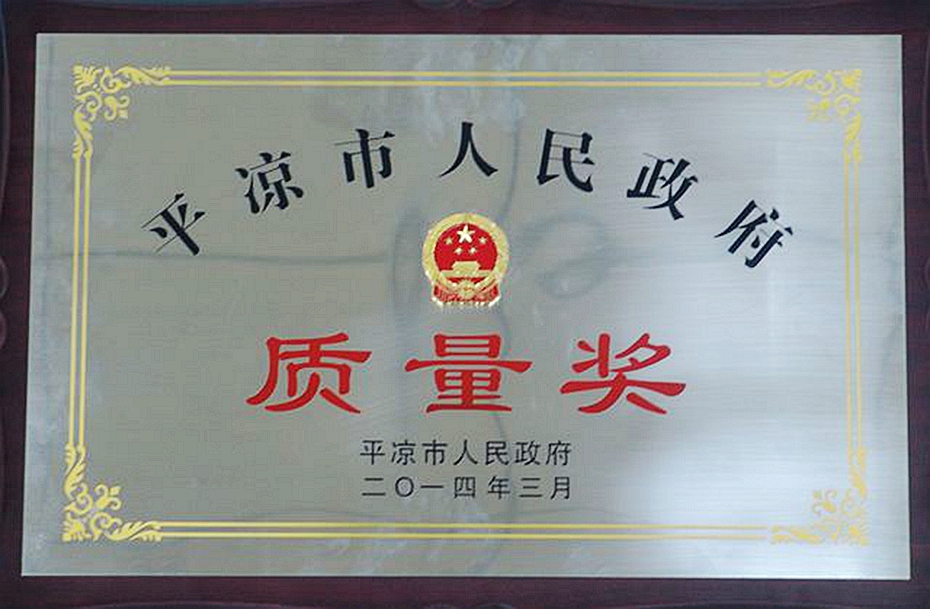 平凉市人民政府
质量奖
平凉市人民政府
二〇一四年三月